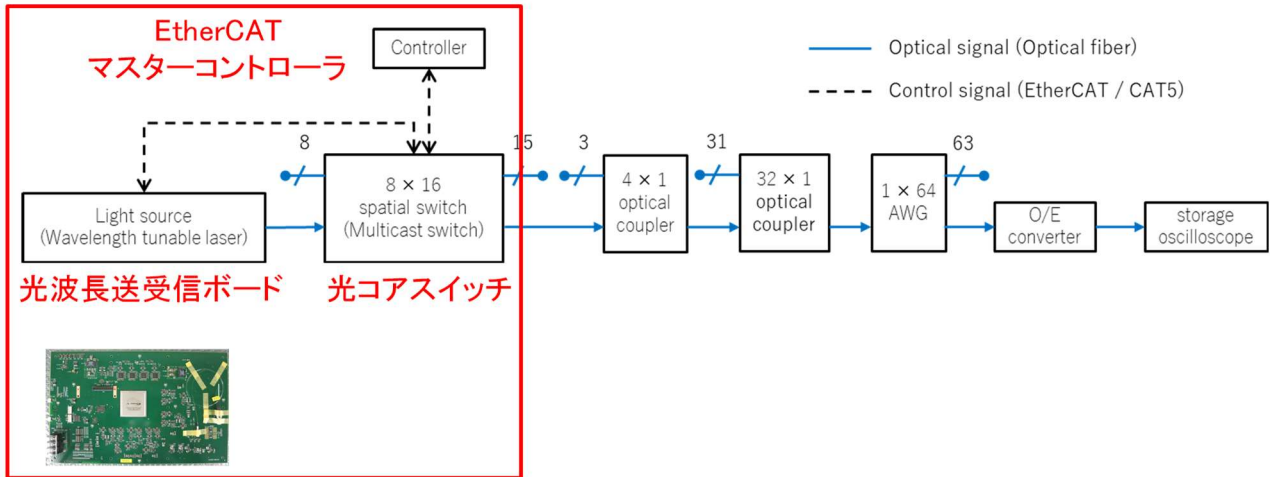 EtherCAT
マスターコントローラ
Controller
Optical signal (Optical fiber)
Control signal (EtherCAT / CAT5)
8
15
3
31
63
Light source
(Wavelength tunable laser)
8 × 16
spatial switch
(Multicast switch)
4 × 1
optical
coupler
32 × 1
optical
coupler
1 × 64
AWG
O/E
converter
storage
oscilloscope
光波長送受信ボード
光コアスイッチ